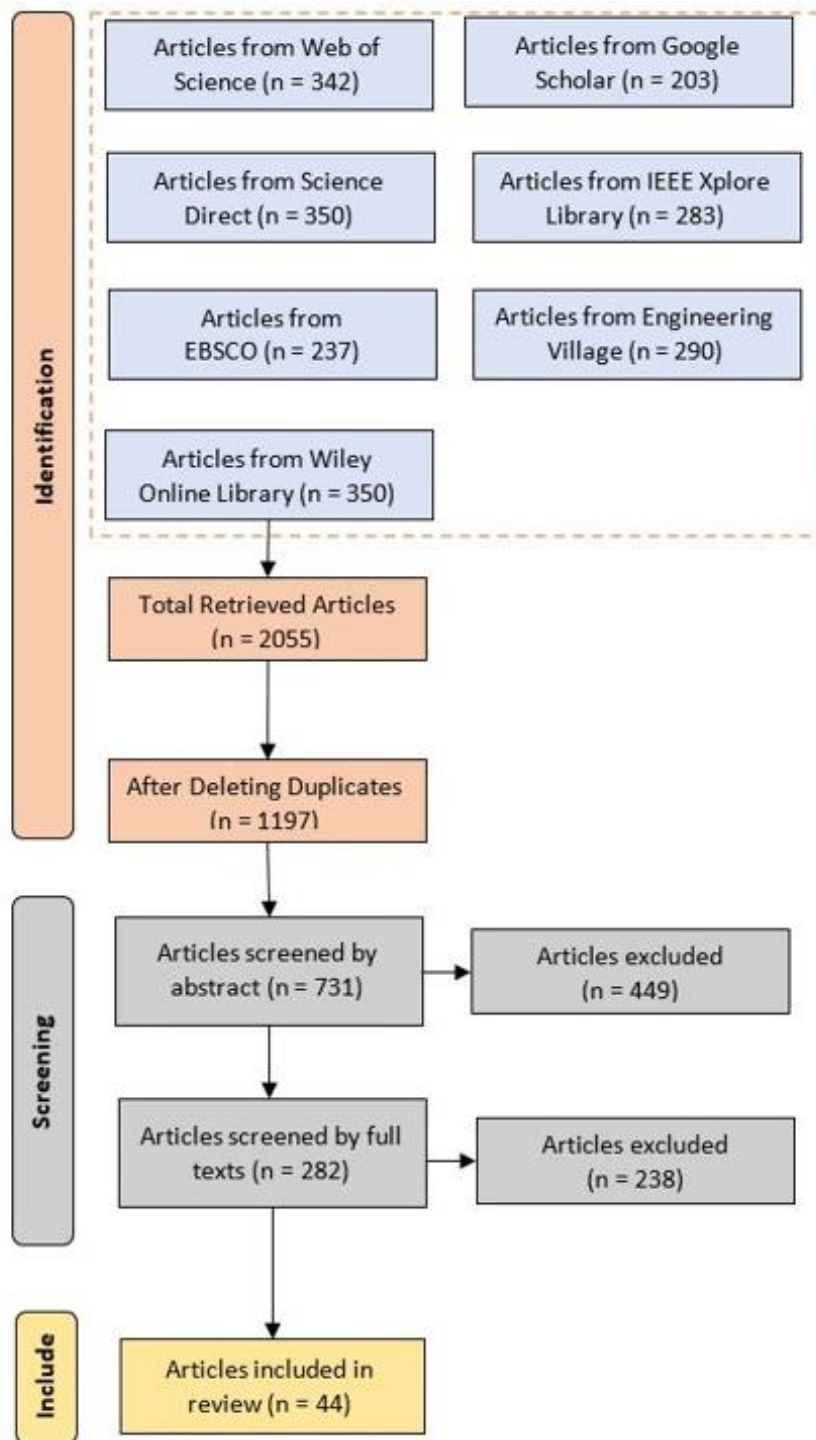 Identification
Articles from Web of
Science (n = 342)
Articles from Google
Scholar (n = 203)
Articles from Science
Direct (n = 350)
Articles from IEEE Xplore
Library (n = 283)
Articles from
EBSCO (n = 237)
Articles from Engineering
Village (n = 290)
Articles from Wiley
Online Library (n = 350)
Total Retrieved Articles
(n = 2055)
After Deleting Duplicates
(n = 1197)
Screening
Articles screened by
abstract (n = 731)
Articles excluded
(n = 449)
Articles screened by full
texts (n = 282)
Articles excluded
(n = 238)
Include
Articles included in
review (n = 44)